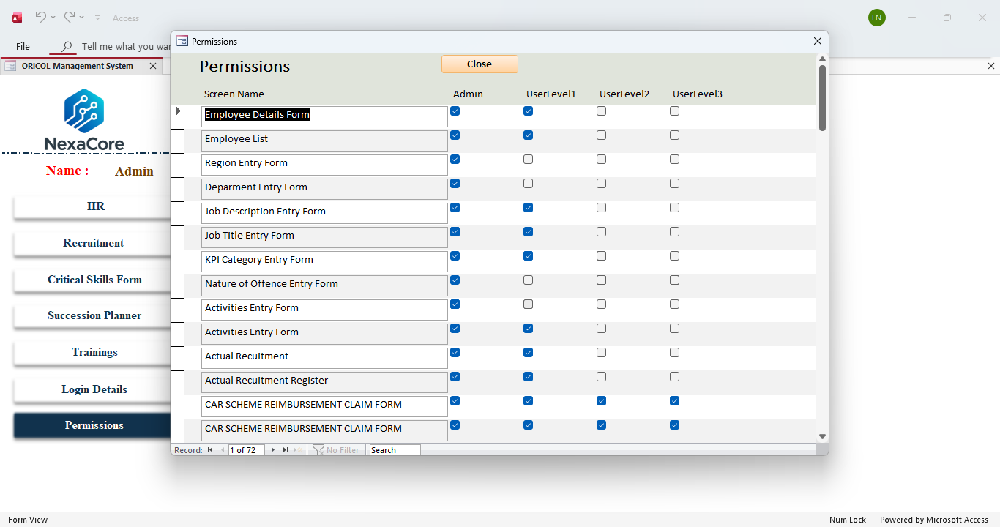 Access
LN
File
Tell me what you wan
Permissions
ORICOL Management System
Permissions
Close
Screen Name Admin UserLevel1 UserLevel2 UserLevel3
Employee Details Form
Employee List
Region Entry Form
Deparment Entry Form
Job Description Entry Form
Job Title Entry Form
KPI Category Entry Form
Nature of Offence Entry Form
Activities Entry Form
Activities Entry Form
Actual Recuitment
Actual Recuitment Register
CAR SCHEME REIMBURSEMENT CLAIM FORM
CAR SCHEME REIMBURSEMENT CLAIM FORM
Record: 1 of 72 No Filter Search
NexaCore
Name : Admin
HR
Recruitment
Critical Skills Form
Succession Planner
Trainings
Login Details
Permissions
Form View Num Lock Powered by Microsoft Access